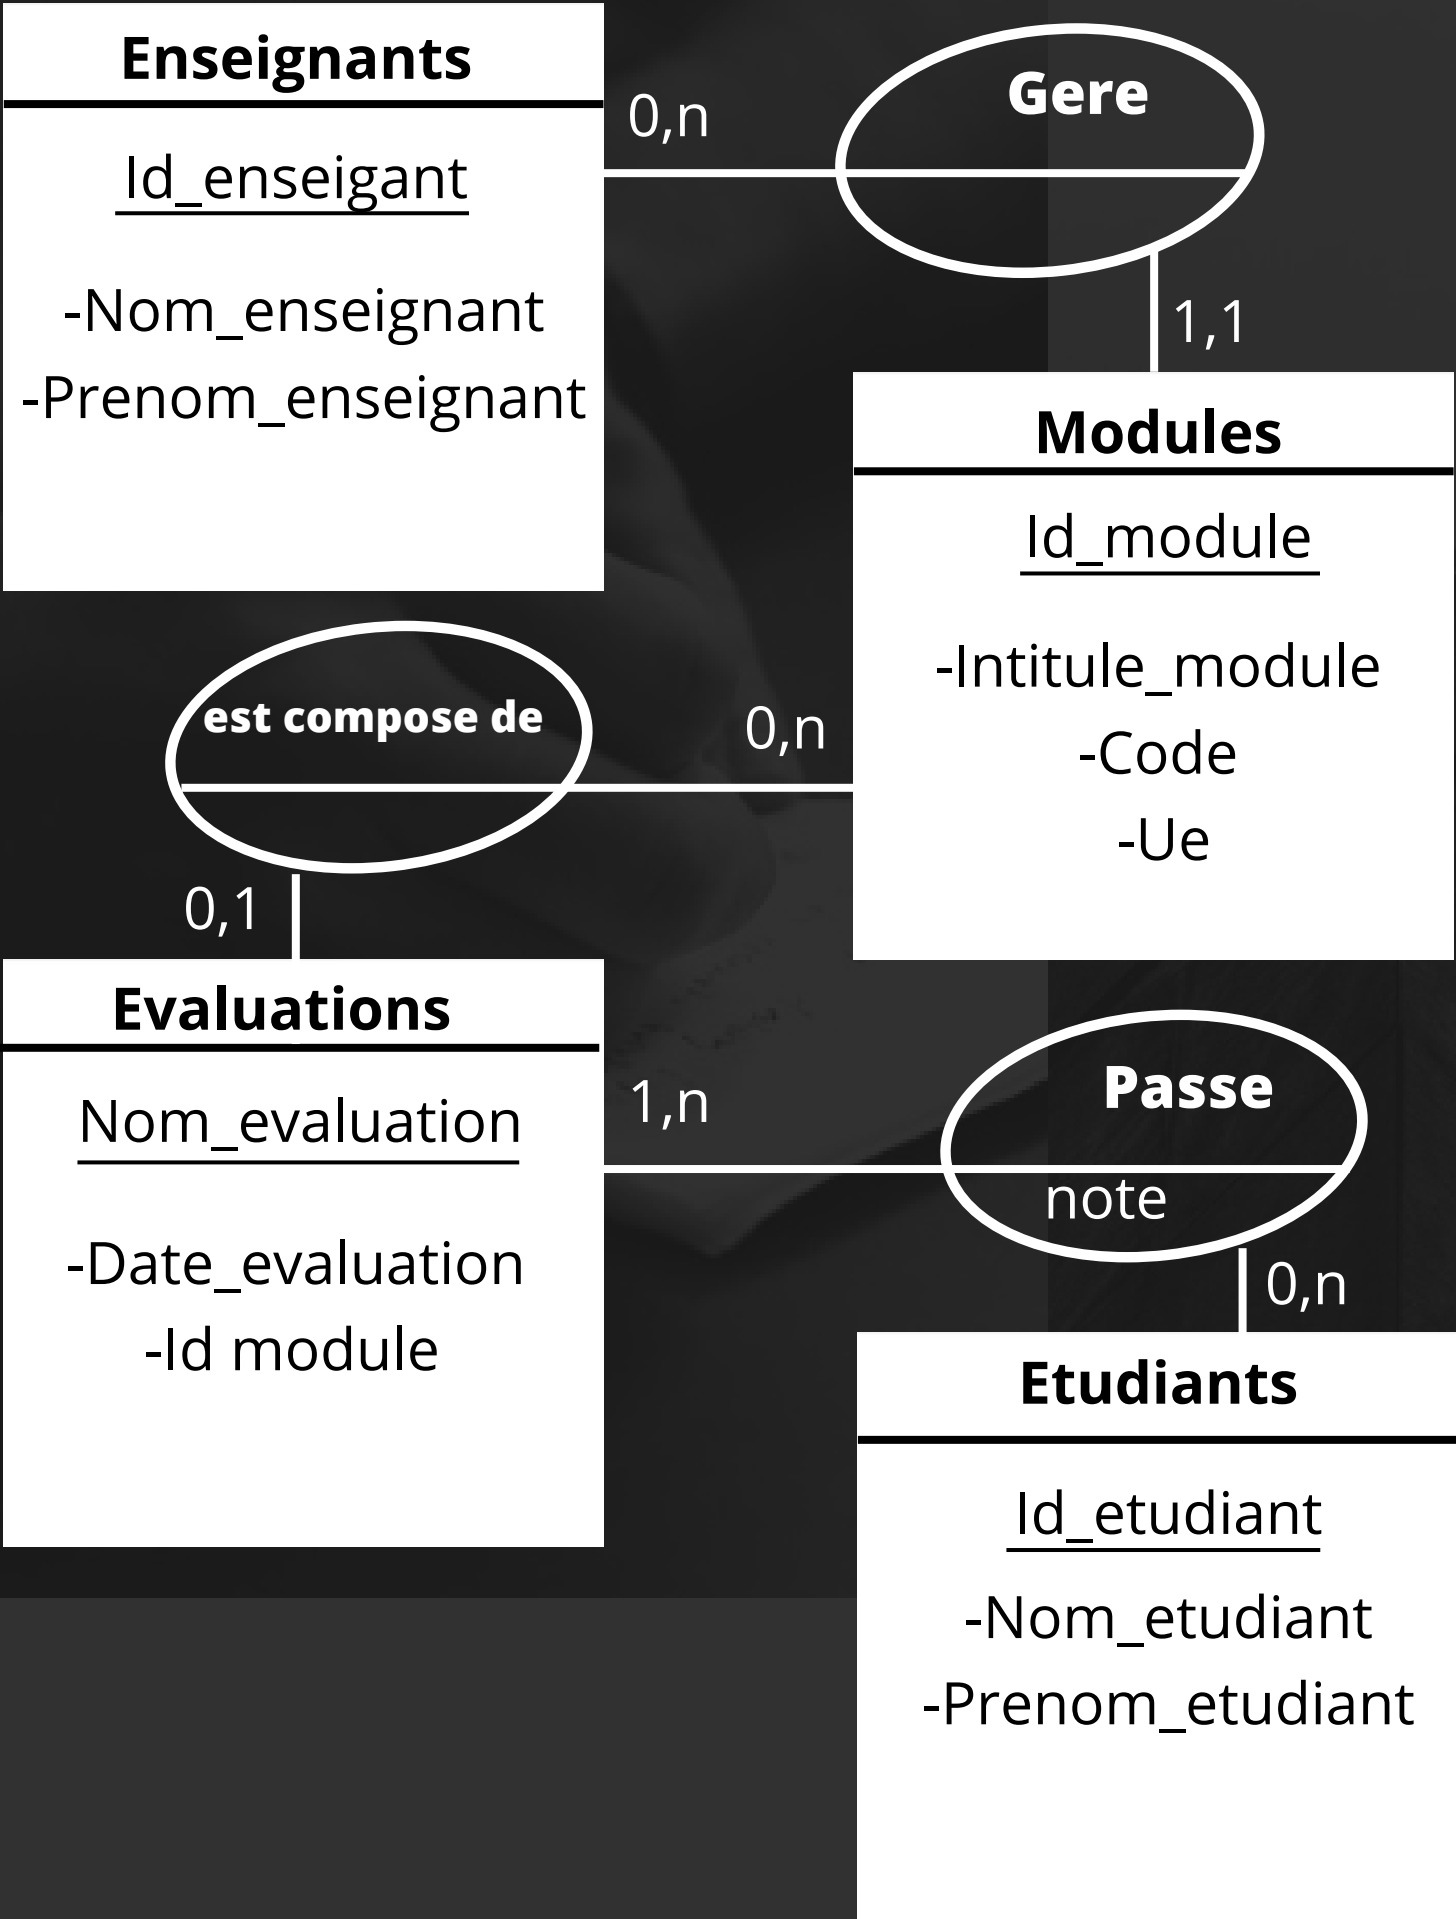 Enseignants
Id_enseigant
-Nom_enseignant
-Prenom_enseignant
0,n
Gere
1,1
Modules
Id_module
-Intitule_module
-Code
-Ue
est compose de
0,n
0,1
Evaluations
Nom_evaluation
-Date_evaluation
-Id module
1,n
Passe
note
0,n
Etudiants
Id_etudiant
-Nom_etudiant
-Prenom_etudiant